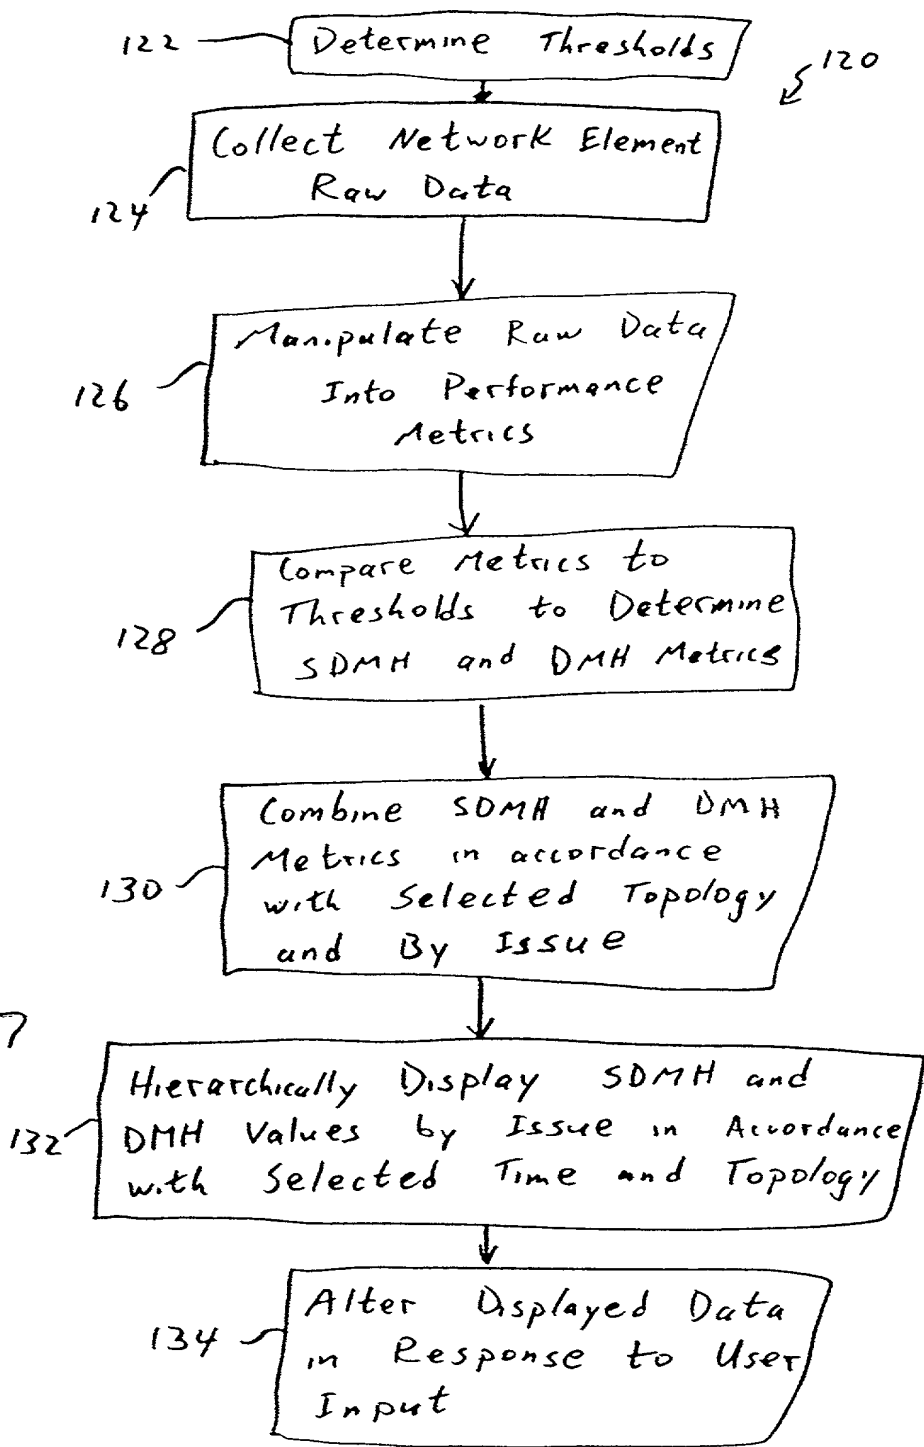 122
Determine Thresholds
120
Collect Network Element
Raw Data
124
Manipulate Raw Data
Into Performance
Metrics
126
Compare Metrics to
Thresholds to Determine
SDMH and DMH Metrics
128
Combine SDMH and DMH
Metrics in accordance
with Selected Topology
and By Issue
130
7
Hierarchically Display SDMH and
DMH Values by Issue in Accordance
with Selected Time and Topology
132
Alter Displayed Data
in Response to User
Input
134